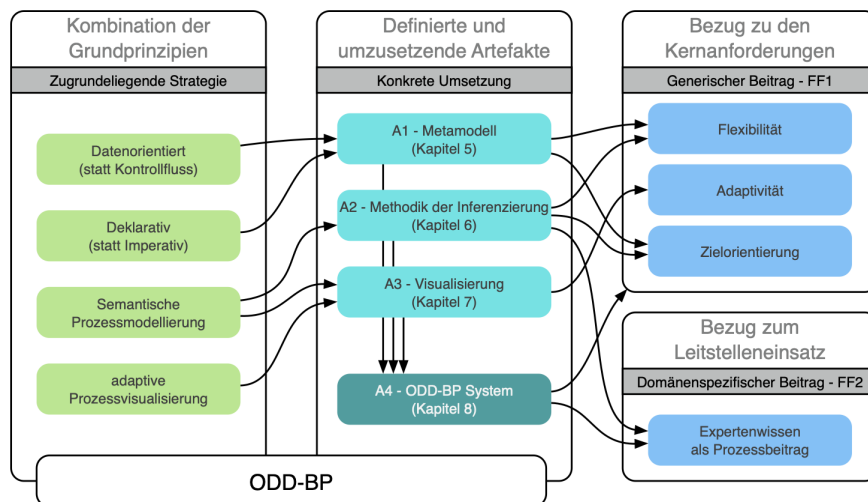 Kombination der
Grundprinzipien
Zugrundeliegende Strategie
Datenorientiert
(statt Kontrollfluss)
Deklarativ
(statt Imperativ)
Semantische
Prozessmodellierung
adaptive
Prozessvisualisierung
Definierte und
umzusetzende Artefakte
Konkrete Umsetzung
A1 - Metamodell
(Kapitel 5)
A2 - Methodik der Inferenzierung
(Kapitel 6)
A3 - Visualisierung
(Kapitel 7)
A4 - ODD-BP System
(Kapitel 8)
Bezug zu den
Kernanforderungen
Generischer Beitrag - FF1
Flexibilität
Adaptivität
Zielorientierung
Bezug zum
Leitstelleneinsatz
Domänenspezifischer Beitrag - FF2
Expertenwissen
als Prozessbeitrag
ODD-BP